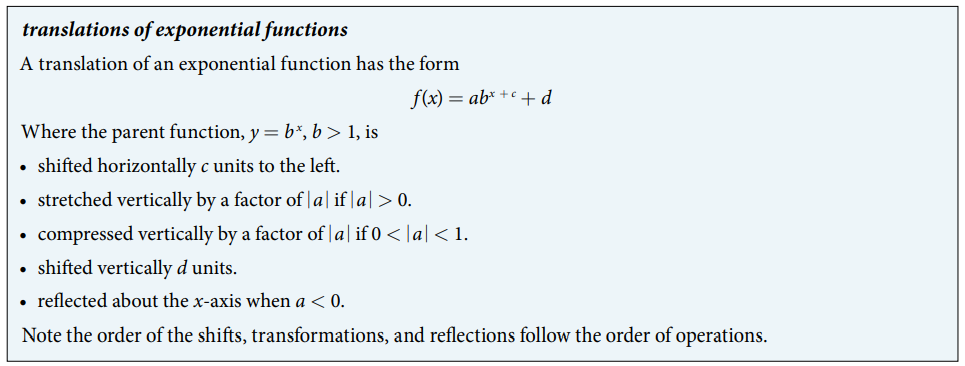 translations of exponential functions
A translation of an exponential function has the form
f(x) = abˣ ⁺ ᶜ + d
Where the parent function, y = bˣ, b > 1, is
• shifted horizontally c units to the left.
• stretched vertically by a factor of |a| if |a| > 0.
• compressed vertically by a factor of |a| if 0 < |a| < 1.
• shifted vertically d units.
• reflected about the x-axis when a < 0.
Note the order of the shifts, transformations, and reflections follow the order of operations.